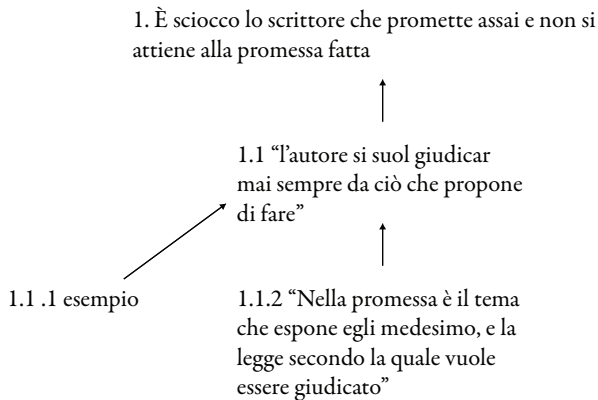 1. È sciocco lo scrittore che promette assai e non si
attiene alla promessa fatta
1.1 “l’autore si suol giudicar
mai sempre da ciò che propone
di fare”
1.1 .1 esempio
1.1.2 “Nella promessa è il tema
che espone egli medesimo, e la
legge secondo la quale vuole
essere giudicato”